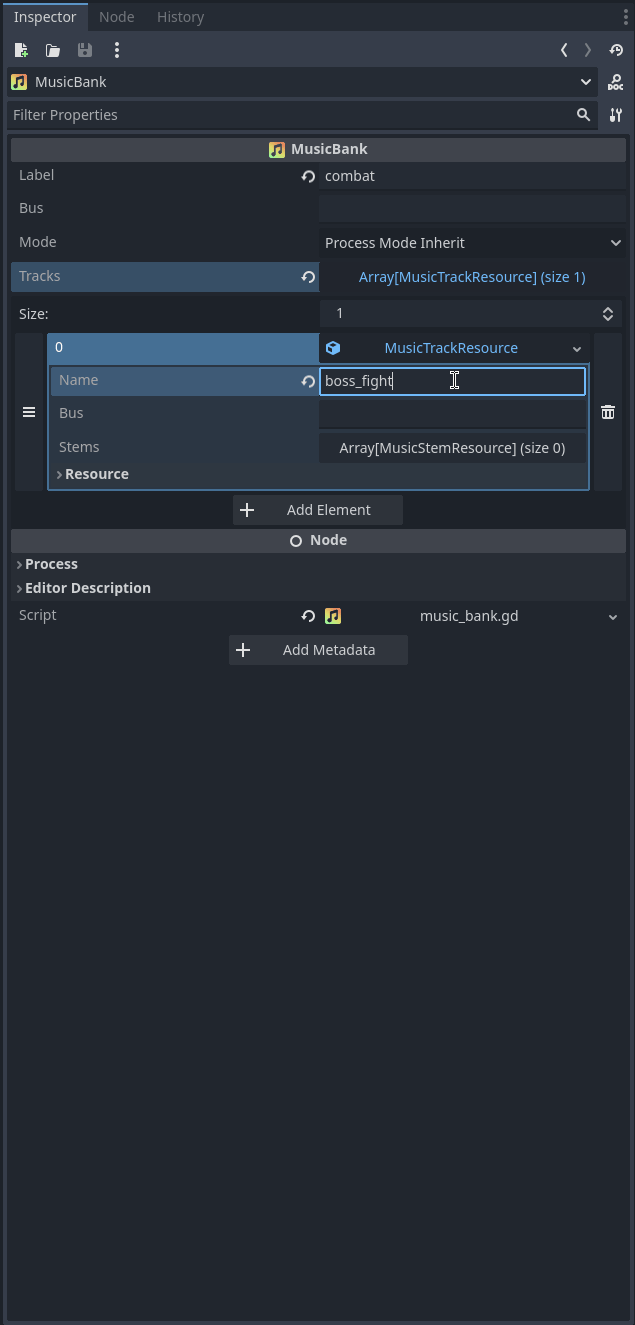 Inspector Node History
MusicBank DOC
Filter Properties
MusicBank
Label combat
Bus
Mode Process Mode Inherit
Tracks Array[MusicTrackResource] (size 1)
Size: 1
0 MusicTrackResource
Name boss_fight
Bus
Stems Array[MusicStemResource] (size 0)
Resource
Add Element
Node
Process
Editor Description
Script music_bank.gd
Add Metadata